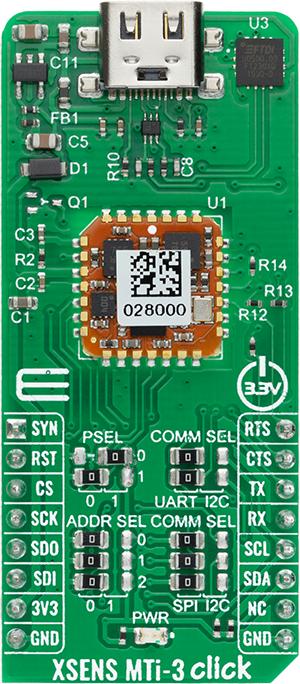 U3
C11
FTDI
FB1
C5
R10
C8
D1
Q1
U1
C3
R2
C2
C1
028000
R14
R13
R12
3.3V
SYN
RST
CS
SCK
SDO
SDI
3V3
GND
PSEL
0
1
0 1
COMM SEL
UART I2C
ADDR SEL
0
1
2
0 1
COMM SEL
SPI I2C
PWR
RTS
CTS
TX
RX
SCL
SDA
NC
GND
XSENS MTi-3 click